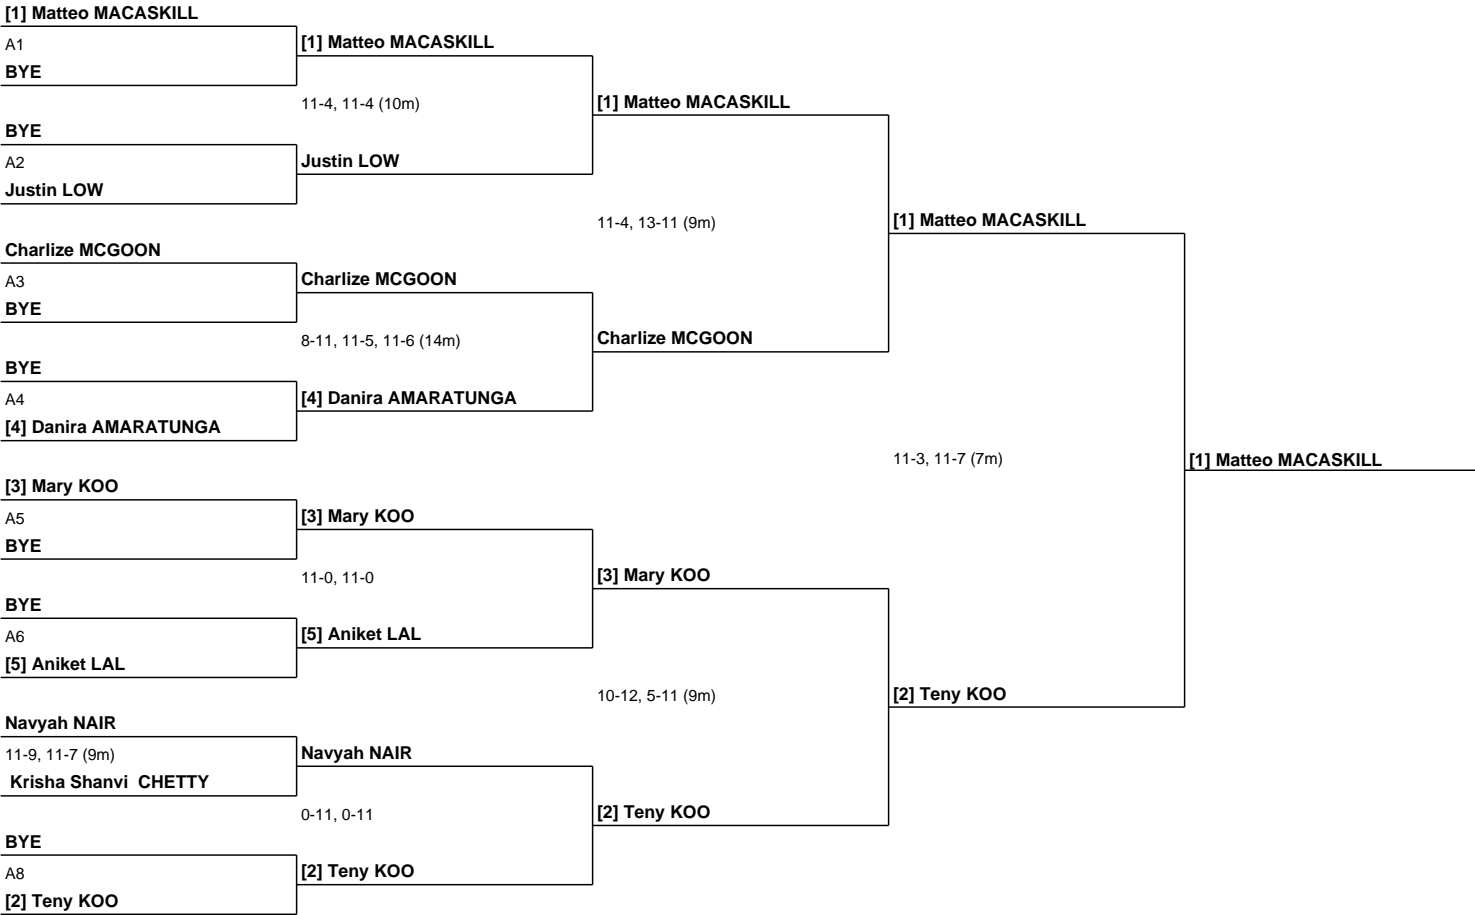 [1] Matteo MACASKILL
A1
BYE
BYE
A2
Justin LOW
Charlize MCGOON
A3
BYE
BYE
A4
[4] Danira AMARATUNGA
[3] Mary KOO
A5
BYE
BYE
A6
[5] Aniket LAL
Navyah NAIR
11-9, 11-7 (9m)
Krisha Shanvi CHETTY
BYE
A8
[2] Teny KOO
[1] Matteo MACASKILL
11-4, 11-4 (10m)
Justin LOW
Charlize MCGOON
8-11, 11-5, 11-6 (14m)
[4] Danira AMARATUNGA
[3] Mary KOO
11-0, 11-0
[5] Aniket LAL
Navyah NAIR
0-11, 0-11
[2] Teny KOO
[1] Matteo MACASKILL
11-4, 13-11 (9m)
Charlize MCGOON
[3] Mary KOO
10-12, 5-11 (9m)
[2] Teny KOO
[1] Matteo MACASKILL
11-3, 11-7 (7m)
[2] Teny KOO
[1] Matteo MACASKILL